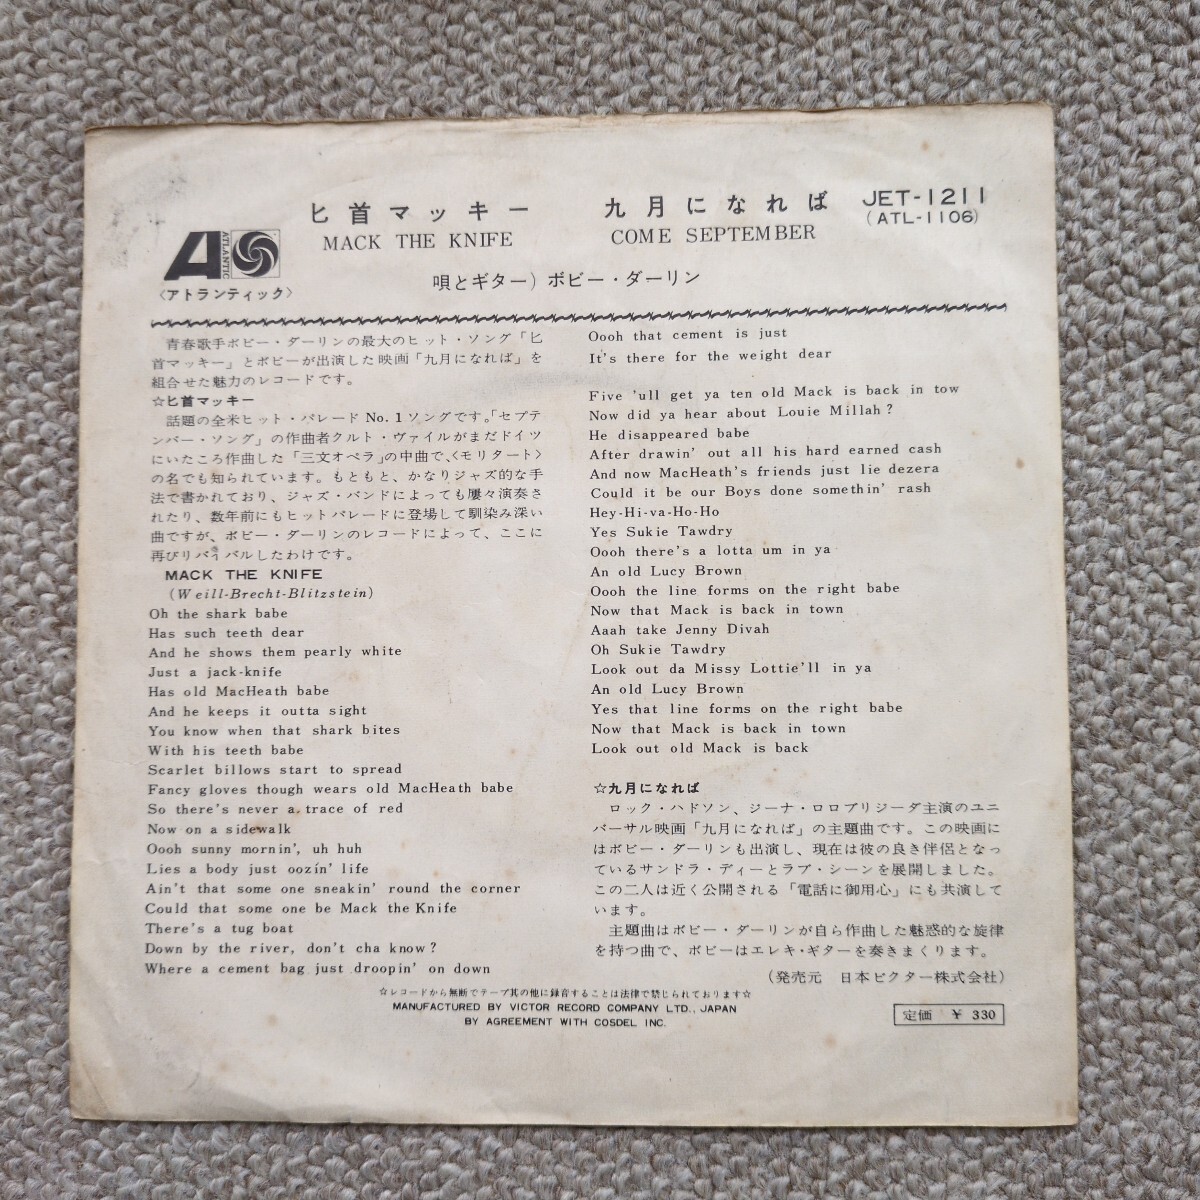 匕首マッキー
MACK THE KNIFE
九月になれば
COME SEPTEMBER
JET-1211
(ATL-1106)
ATLANTIC
〈アトランティック〉
唄とギター) ボビー・ダーリン
青春歌手ボビー・ダーリンの最大のヒット・ソング「匕
首マッキー」とボビーが出演した映画「九月になれば」を
組合せた魅力のレコードです。
☆匕首マッキー
話題の全米ヒット・パレード No. 1 ソングです。「セプテ
ンバー・ソング」の作曲者クルト・ヴァイルがまだドイツ
にいたころ作曲した「三文オペラ」の中曲で、〈モリタート〉
の名でも知られています。もともと、かなりジャズ的な手
法で書かれており、ジャズ・バンドによっても屢々演奏さ
れたり、数年前にもヒットパレードに登場して馴染み深い
曲ですが、ボビー・ダーリンのレコードによって、ここに
再びリバイバルしたわけです。
MACK THE KNIFE
(Weill-Brecht-Blitzstein)
Oh the shark babe
Has such teeth dear
And he shows them pearly white
Just a jack-knife
Has old MacHeath babe
And he keeps it outta sight
You know when that shark bites
With his teeth babe
Scarlet billows start to spread
Fancy gloves though wears old MacHeath babe
So there's never a trace of red
Now on a sidewalk
Oooh sunny mornin', uh huh
Lies a body just oozin' life
Ain't that some one sneakin' round the corner
Could that some one be Mack the Knife
There's a tug boat
Down by the river, don't cha know?
Where a cement bag just droopin' on down
Oooh that cement is just
It's there for the weight dear
Five 'ull get ya ten old Mack is back in tow
Now did ya hear about Louie Millah?
He disappeared babe
After drawin' out all his hard earned cash
And now MacHeath's friends just lie dezera
Could it be our Boys done somethin' rash
Hey-Hi-va-Ho-Ho
Yes Sukie Tawdry
Oooh there's a lotta um in ya
An old Lucy Brown
Oooh the line forms on the right babe
Now that Mack is back in town
Aaah take Jenny Divah
Oh Sukie Tawdry
Look out da Missy Lottie'll in ya
An old Lucy Brown
Yes that line forms on the right babe
Now that Mack is back in town
Look out old Mack is back
☆九月になれば
ロック・ハドソン、ジーナ・ロロブリジーダ主演のユニ
バーサル映画「九月になれば」の主題曲です。この映画に
はボビー・ダーリンも出演し、現在は彼の良き伴侶となっ
ているサンドラ・ディーとラブ・シーンを展開しました。
この二人は近く公開される「電話に御用心」にも共演して
います。
主題曲はボビー・ダーリンが自ら作曲した魅惑的な旋律
を持つ曲で、ボビーはエレキ・ギターを奏きまくります。
(発売元 日本ビクター株式会社)
☆レコードから無断でテープ其の他に録音することは法律で禁じられております☆
MANUFACTURED BY VICTOR RECORD COMPANY LTD., JAPAN
BY AGREEMENT WITH COSDEL INC.
定価 ¥ 330